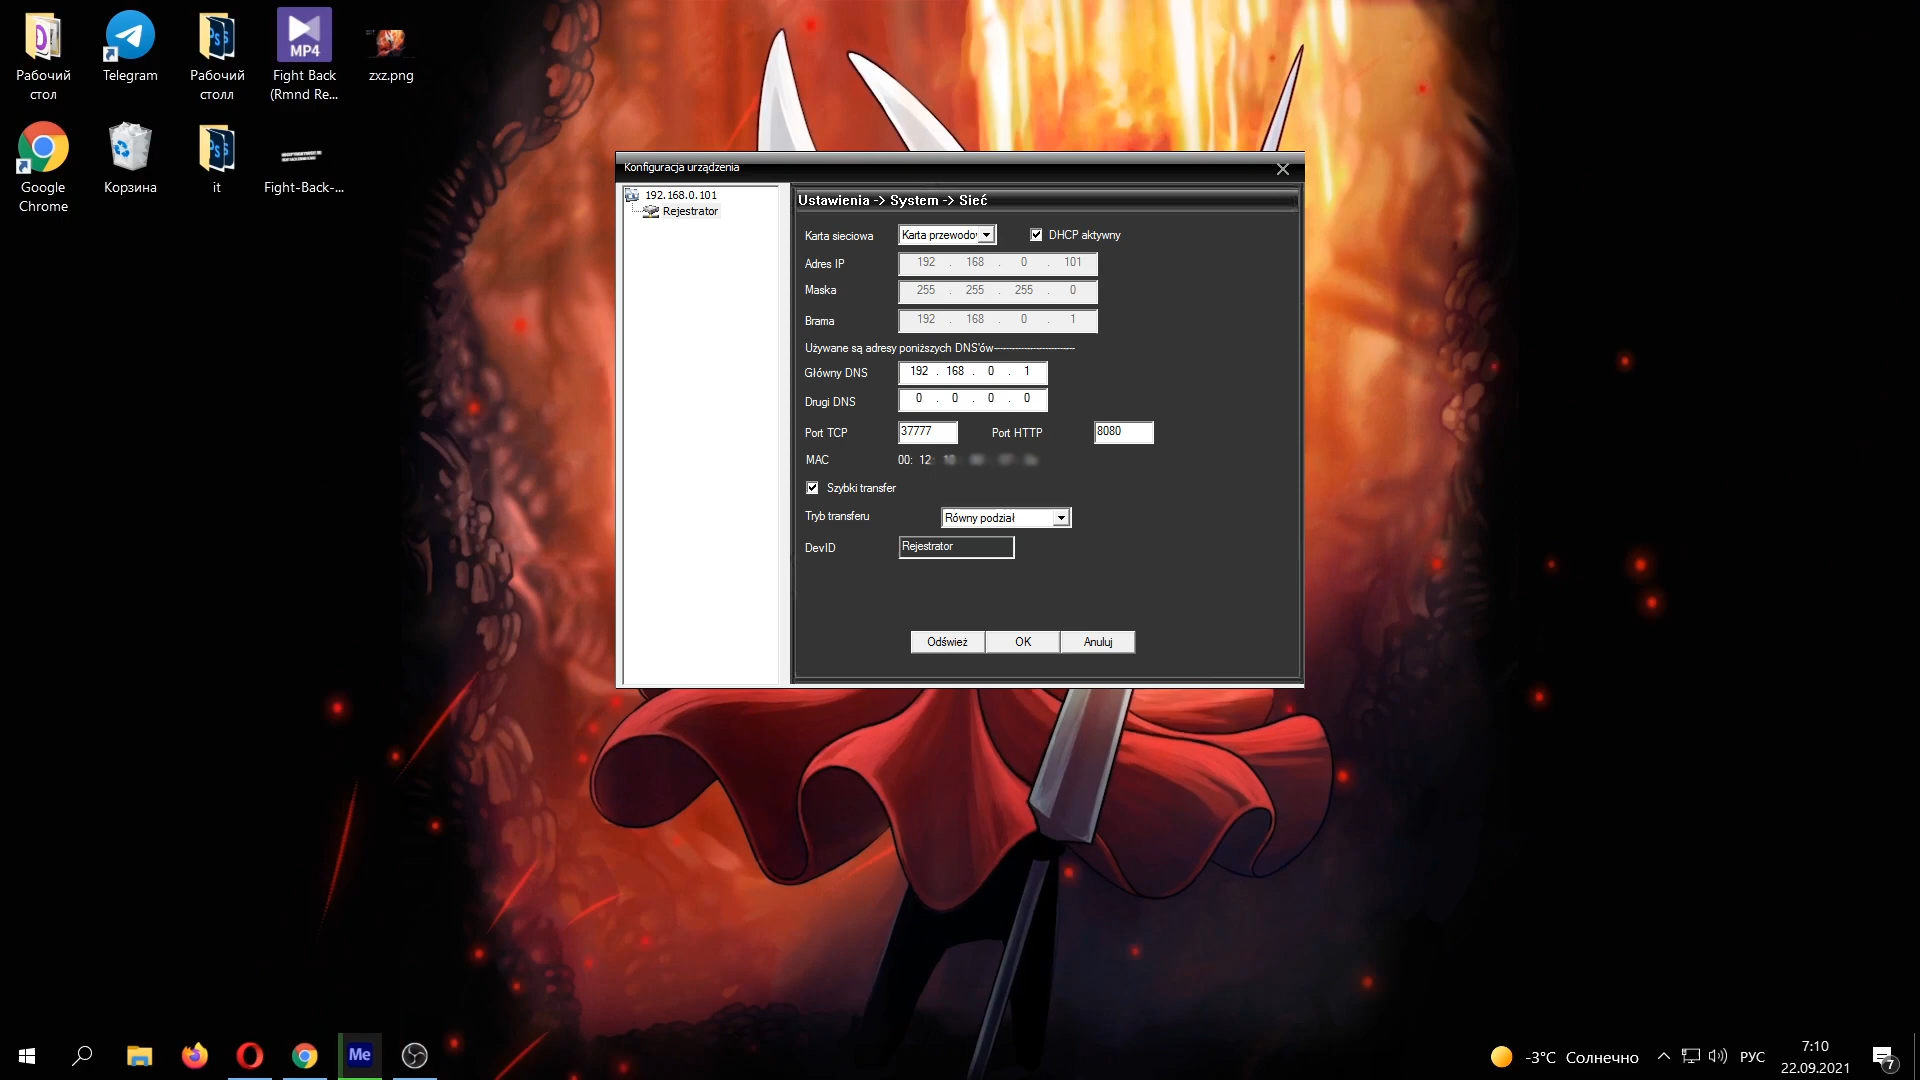 Рабочий
стол
Telegram
Рабочий
столл
MP4
Fight Back
(Rmnd Re...
zxz.png
Google
Chrome
Корзина
it
Fight-Back-...
Konfiguracja urządzenia
192.168.0.101
Rejestrator
Ustawienia -> System -> Sieć
Karta sieciowa
Karta przewodo
DHCP aktywny
Adres IP
192 . 168 . 0 . 101
Maska
255 . 255 . 255 . 0
Brama
192 . 168 . 0 . 1
Używane są adresy poniższych DNS'ów
Główny DNS
192 . 168 . 0 . 1
Drugi DNS
0 . 0 . 0 . 0
Port TCP
37777
Port HTTP
8080
MAC
00: 12
Szybki transfer
Tryb transferu
Równy podział
DevID
Rejestrator
Odśwież
OK
Anuluj
Me
-3°C Солнечно
РУС
7:10
22.09.2021
7